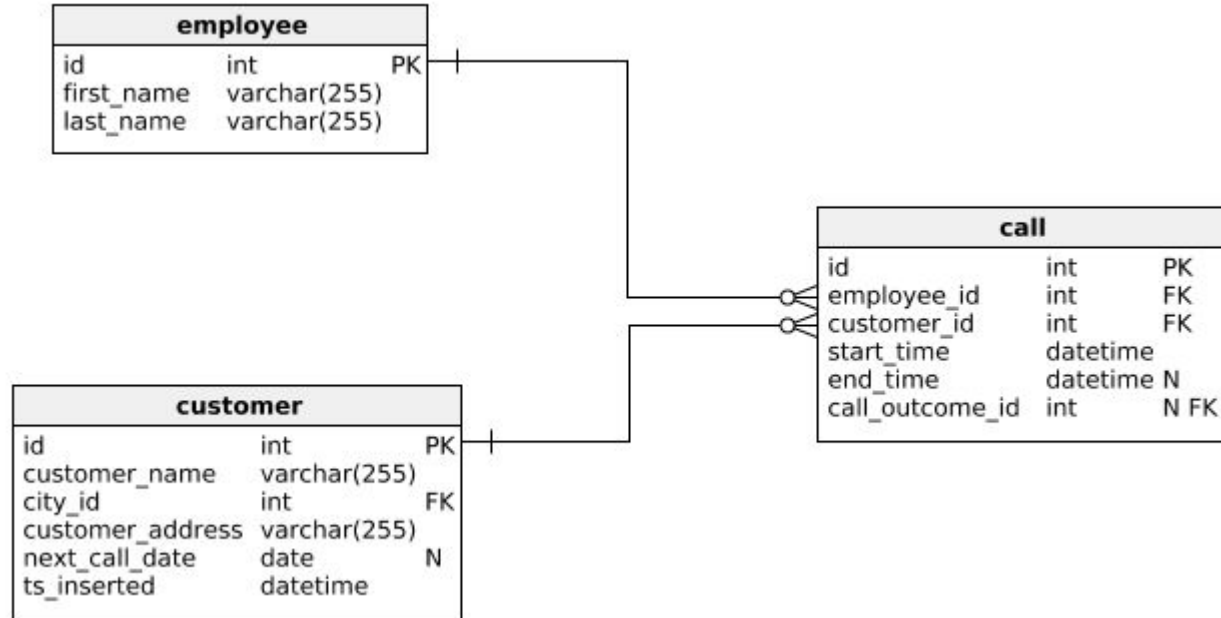 employee
id int PK
first_name varchar(255)
last_name varchar(255)
call
id int PK
employee_id int FK
customer_id int FK
start_time datetime
end_time datetime N
call_outcome_id int N FK
customer
id int PK
customer_name varchar(255)
city_id int FK
customer_address varchar(255)
next_call_date date N
ts_inserted datetime